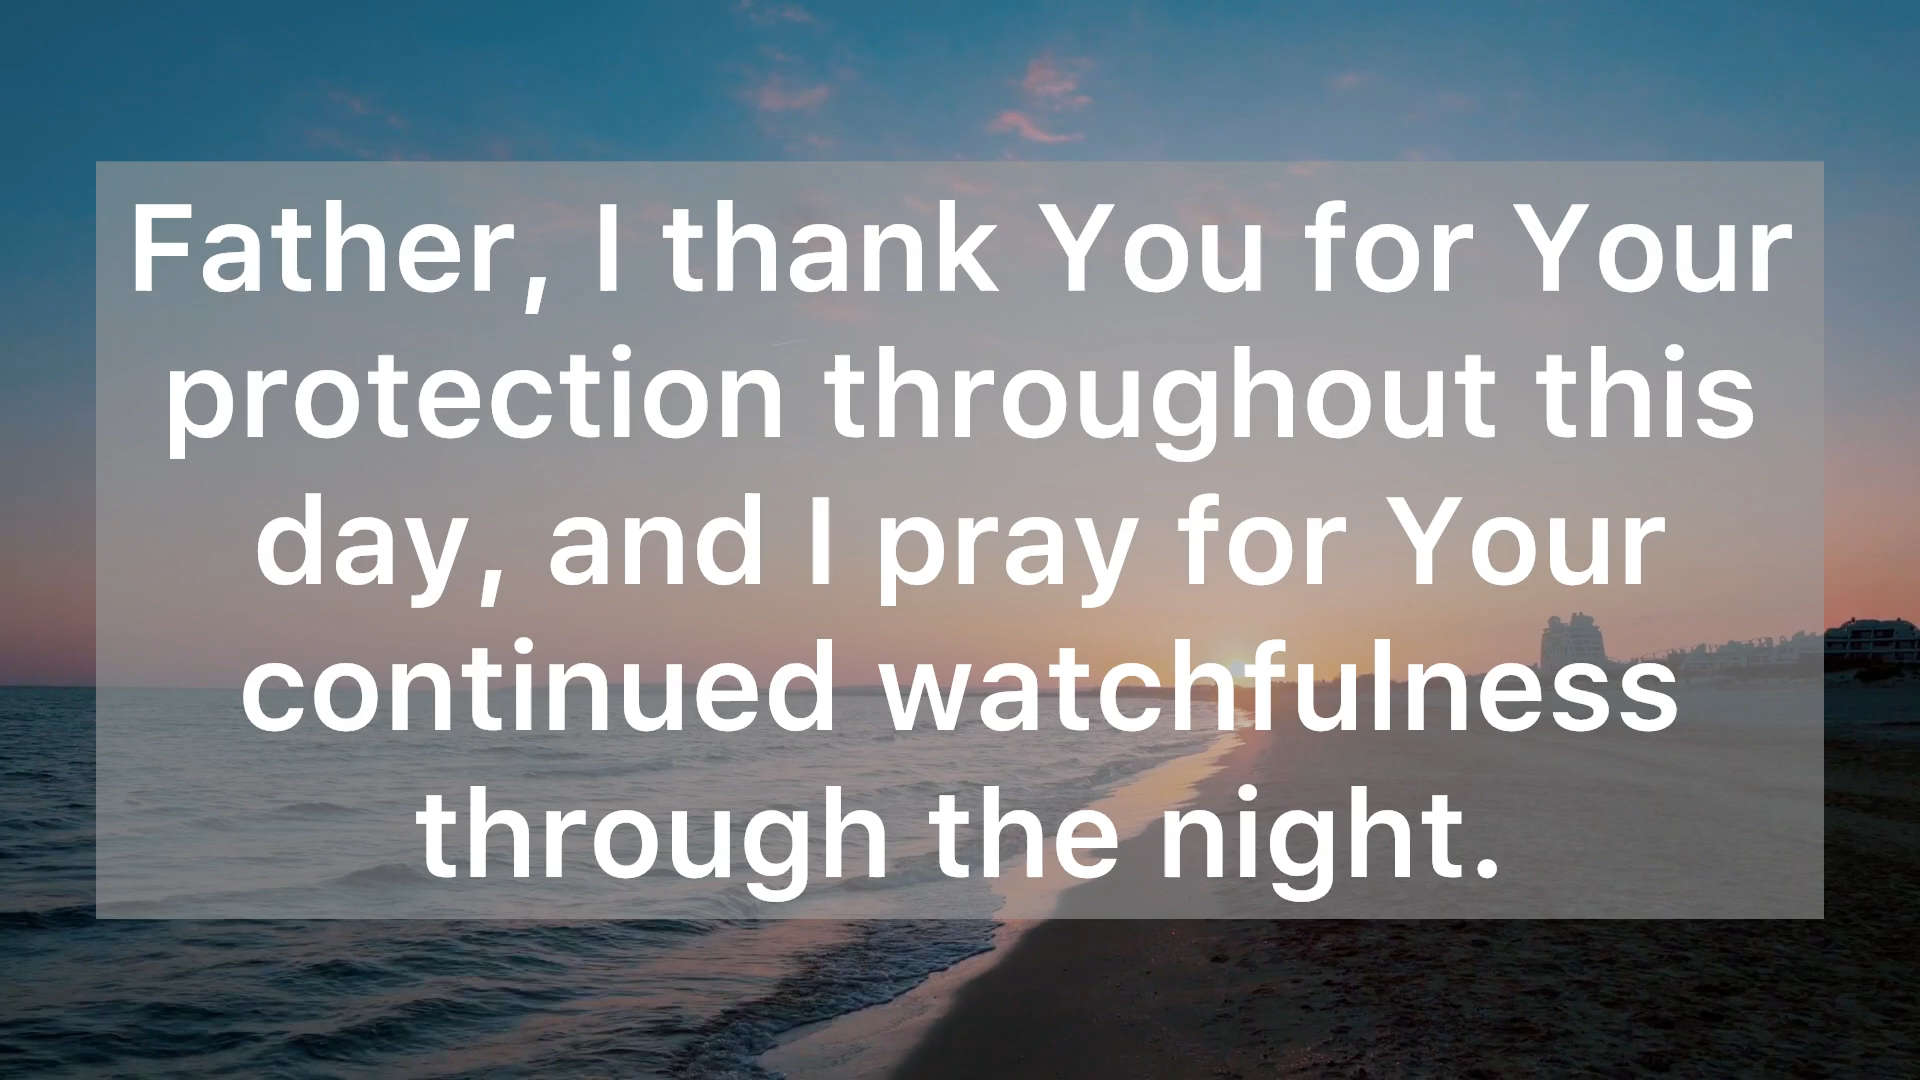 Father, I thank You for Your
protection throughout this
day, and I pray for Your
continued watchfulness
through the night.